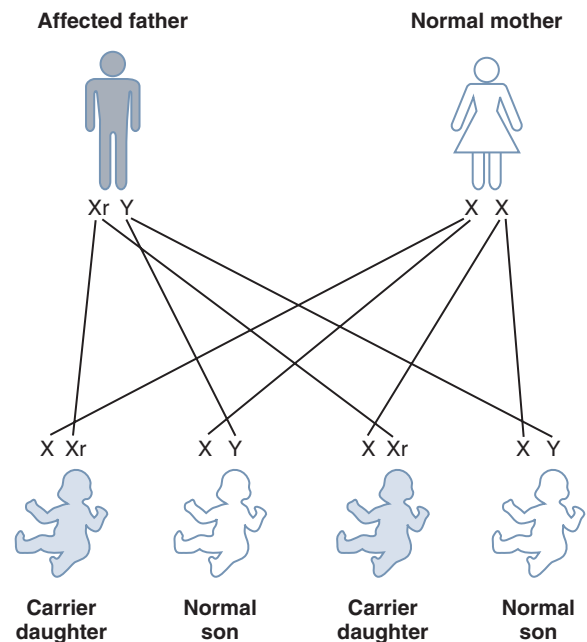 Affected father
Normal mother
Xr Y
X X
X Xr
X Y
X Xr
X Y
Carrier
daughter
Normal
son
Carrier
daughter
Normal
son